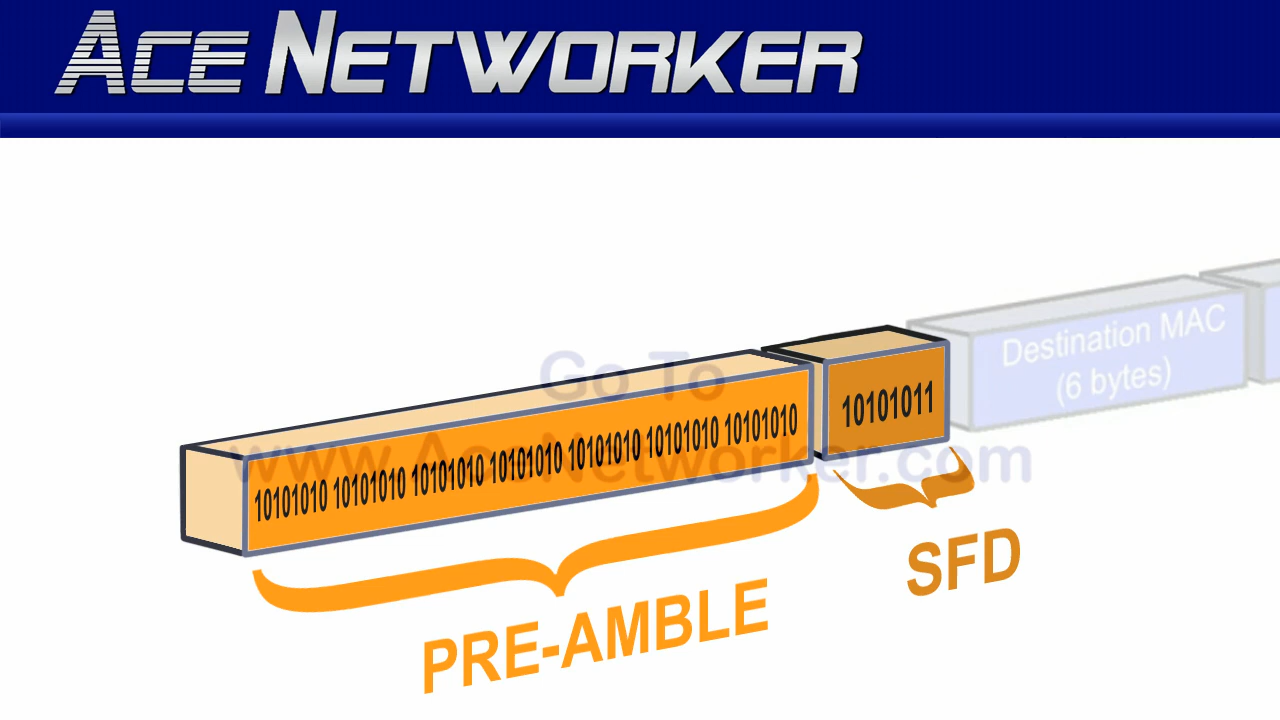 ACE NETWORKER
Destination MAC
(6 bytes)
Go To
www.AceNetworker.com
10101010 10101010 10101010 10101010 10101010 10101010 10101010
10101011
PRE-AMBLE
SFD